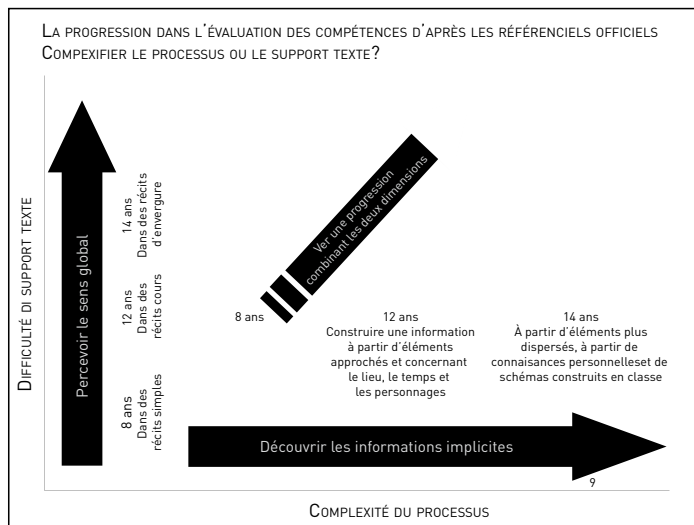 LA PROGRESSION DANS L'ÉVALUATION DES COMPÉTENCES D'APRÈS LES RÉFÉRENCIELS OFFICIELS
COMPEXIFIER LE PROCESSUS OU LE SUPPORT TEXTE?
DIFFICULTÉ DI SUPPORT TEXTE
Percevoir le sens global
14 ans
Dans des récits
d'envergure
12 ans
Dans des
récits cours
8 ans
Dans des
récits simples
Ver une progression
combinant les deux dimensions
8 ans
12 ans
Construire une information
à partir d'éléments
approchés et concernant
le lieu, le temps et
les personnages
14 ans
À partir d'éléments plus
dispersés, à partir de
connaisances personnelleset de
schémas construits en classe
Découvrir les informations implicites
9
COMPLEXITÉ DU PROCESSUS